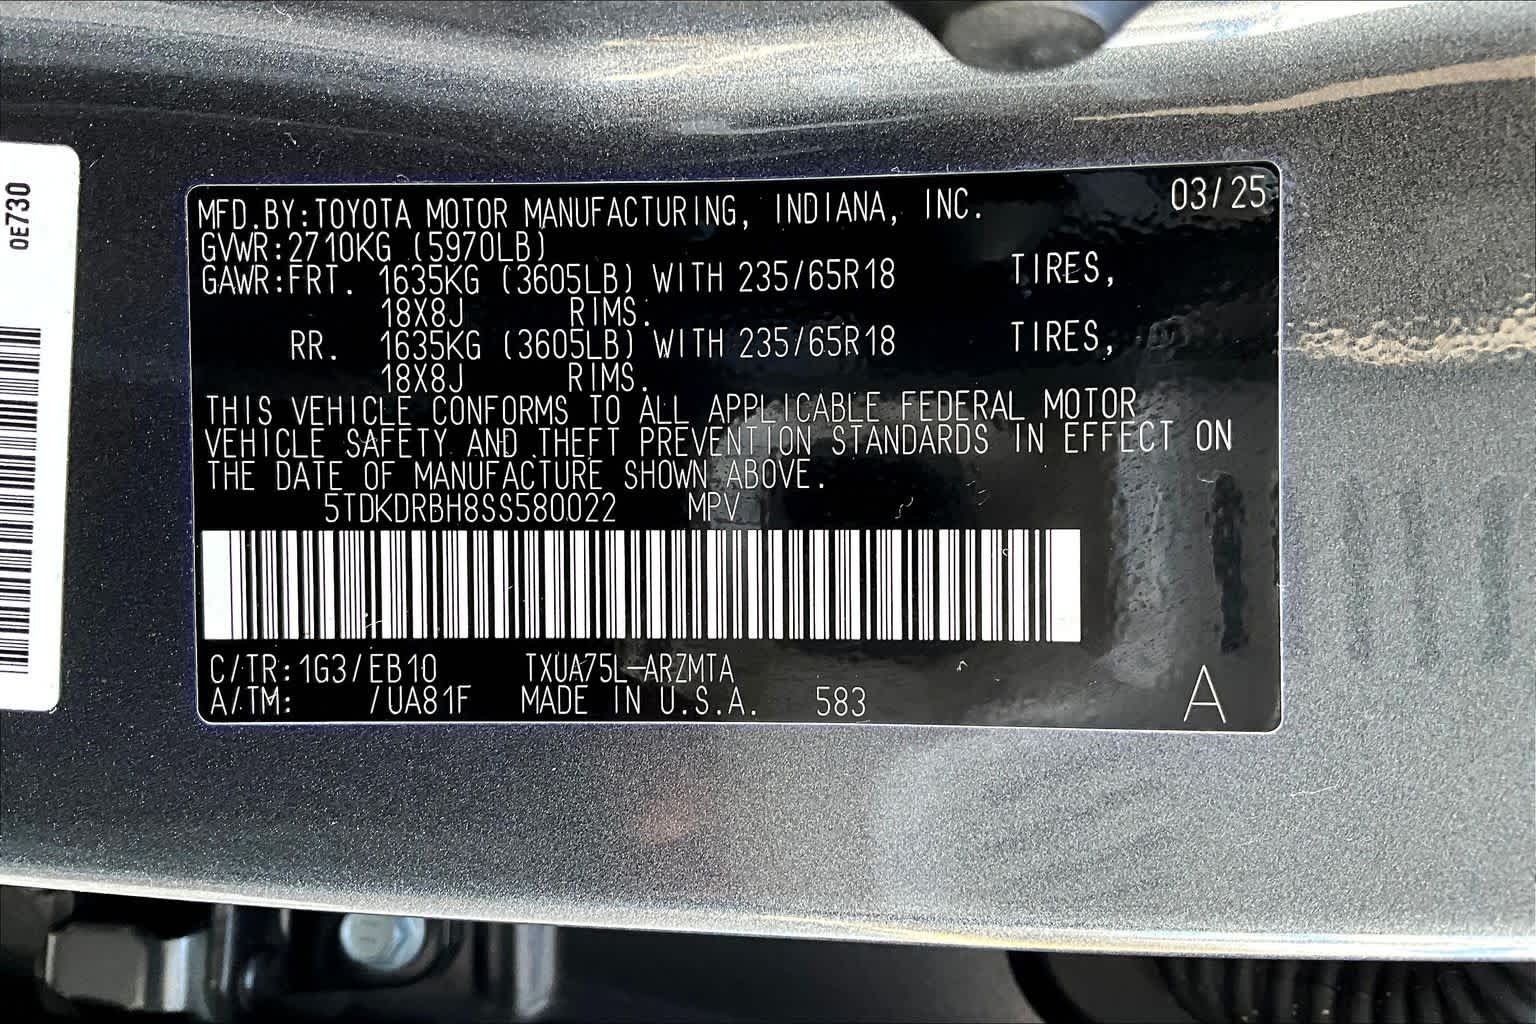 0E730
MFD.BY:TOYOTA MOTOR MANUFACTURING, INDIANA, INC. 03/25
GVWR:2710KG (5970LB)
GAWR:FRT. 1635KG (3605LB) WITH 235/65R18 TIRES,
18X8J RIMS.
RR. 1635KG (3605LB) WITH 235/65R18 TIRES,
18X8J RIMS.
THIS VEHICLE CONFORMS TO ALL APPLICABLE FEDERAL MOTOR
VEHICLE SAFETY AND THEFT PREVENTION STANDARDS IN EFFECT ON
THE DATE OF MANUFACTURE SHOWN ABOVE.
5TDKDRBH8SS580022 MPV
C/TR:1G3/EB10 TXUA75L-ARZMTA
A/TM: /UA81F MADE IN U.S.A. 583 A